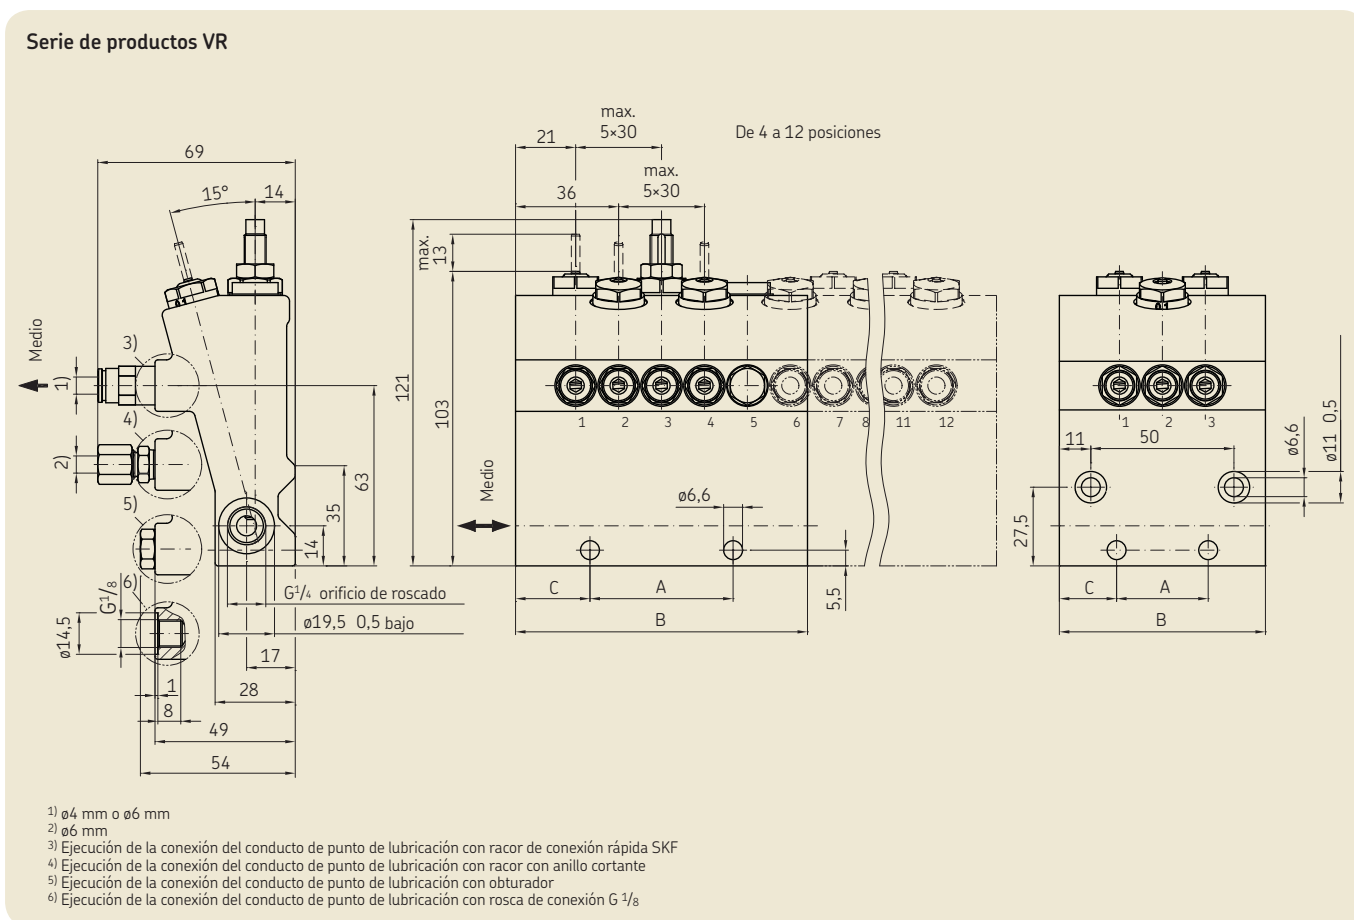 Serie de productos VR
max.
5×30
De 4 a 12 posiciones
21
69
max.
5×30
15°
14
36
max.
13
Medio
3)
1)
121
103
4)
1 2 3 4 5 6 7 8 11 12
1 2 3
2)
63
Medio
11
50
ø6,6
ø11 0,5
5)
35
ø6,6
27,5
14
6)
G1/8
G1/4 orificio de roscado
C
A
5,5
C
A
ø14,5
ø19,5 0,5 bajo
B
B
17
1
28
8
49
54
1) ø4 mm o ø6 mm
2) ø6 mm
3) Ejecución de la conexión del conducto de punto de lubricación con racor de conexión rápida SKF
4) Ejecución de la conexión del conducto de punto de lubricación con racor con anillo cortante
5) Ejecución de la conexión del conducto de punto de lubricación con obturador
6) Ejecución de la conexión del conducto de punto de lubricación con rosca de conexión G 1/8